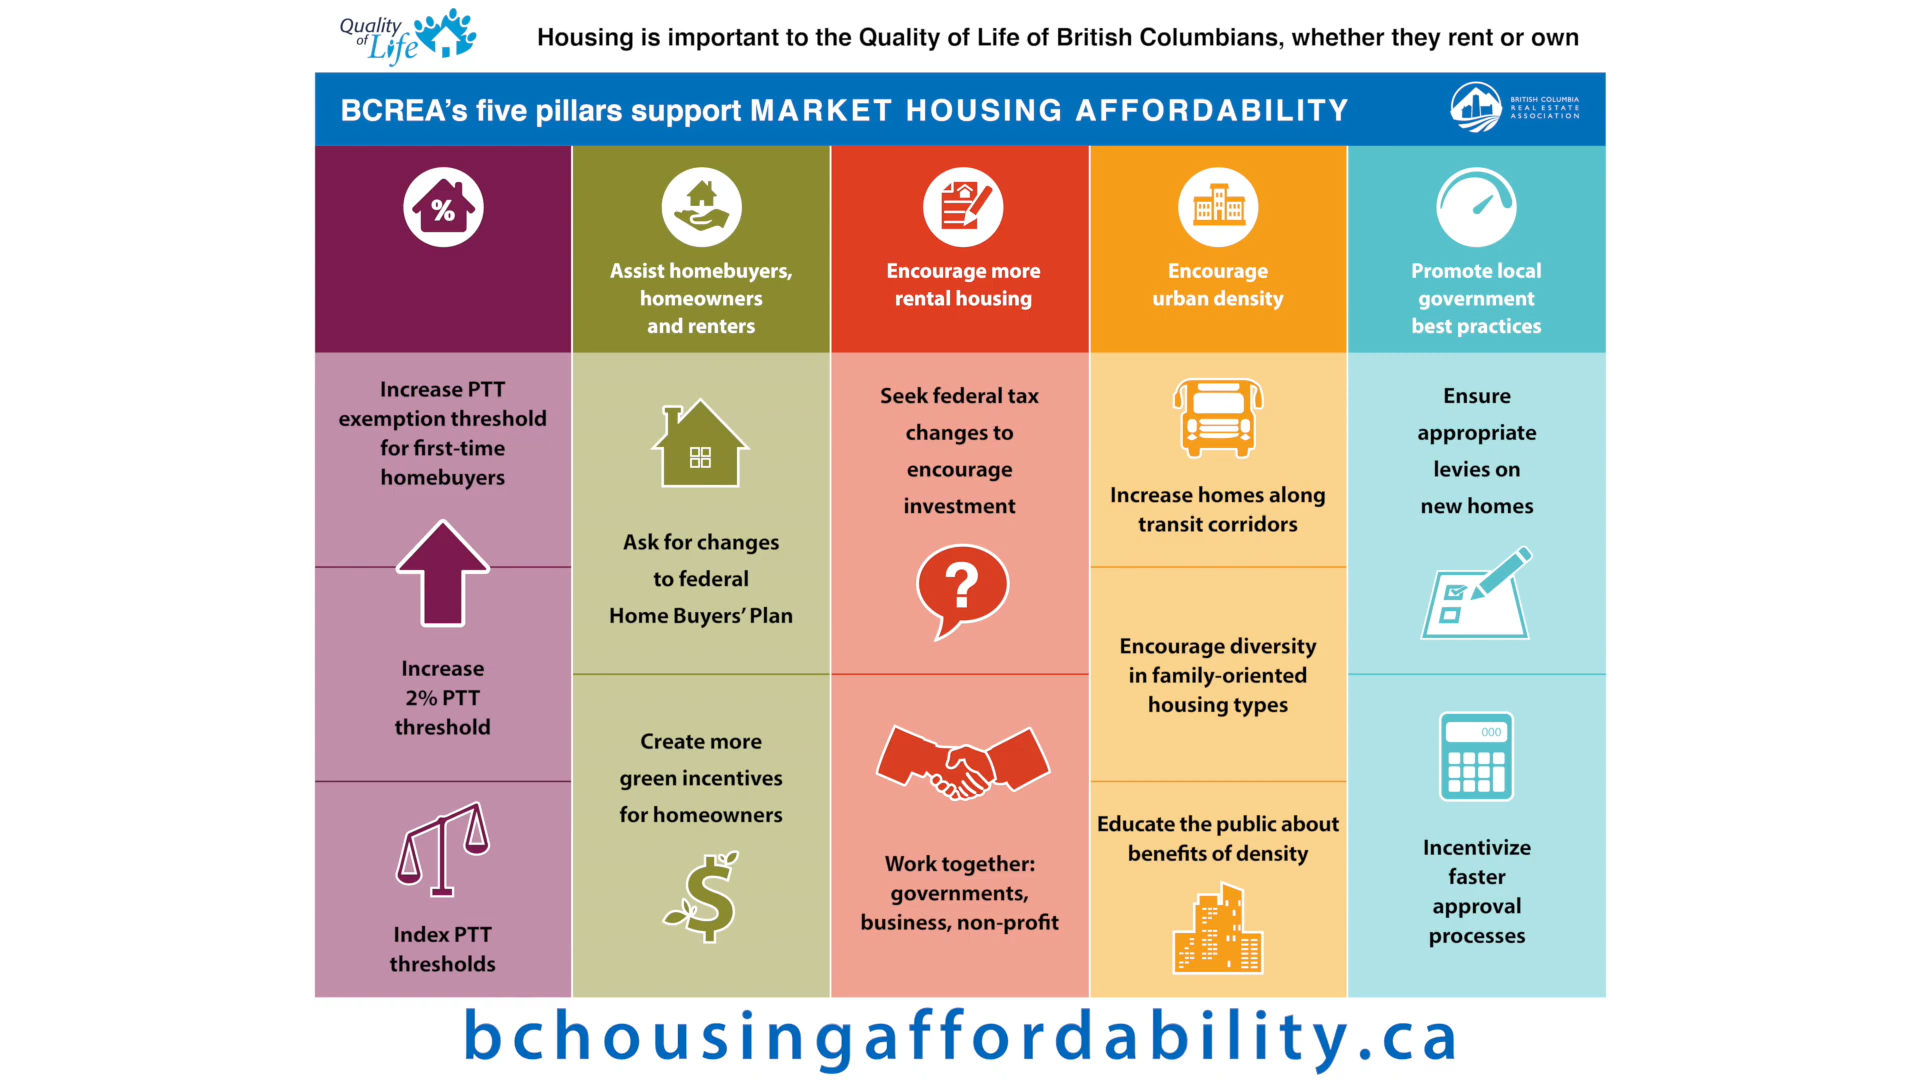 Quality
of Life
Housing is important to the Quality of Life of British Columbians, whether they rent or own
BCREA's five pillars support MARKET HOUSING AFFORDABILITY
BRITISH COLUMBIA
REAL ESTATE
ASSOCIATION
%
Increase PTT
exemption threshold
for first-time
homebuyers
Increase
2% PTT
threshold
Index PTT
thresholds
Assist homebuyers,
homeowners
and renters
Ask for changes
to federal
Home Buyers' Plan
Create more
green incentives
for homeowners
$
Encourage more
rental housing
Seek federal tax
changes to
encourage
investment
?
Work together:
governments,
business, non-profit
Encourage
urban density
Increase homes along
transit corridors
Encourage diversity
in family-oriented
housing types
Educate the public about
benefits of density
Promote local
government
best practices
Ensure
appropriate
levies on
new homes
000
Incentivize
faster
approval
processes
bchousingaffordability.ca